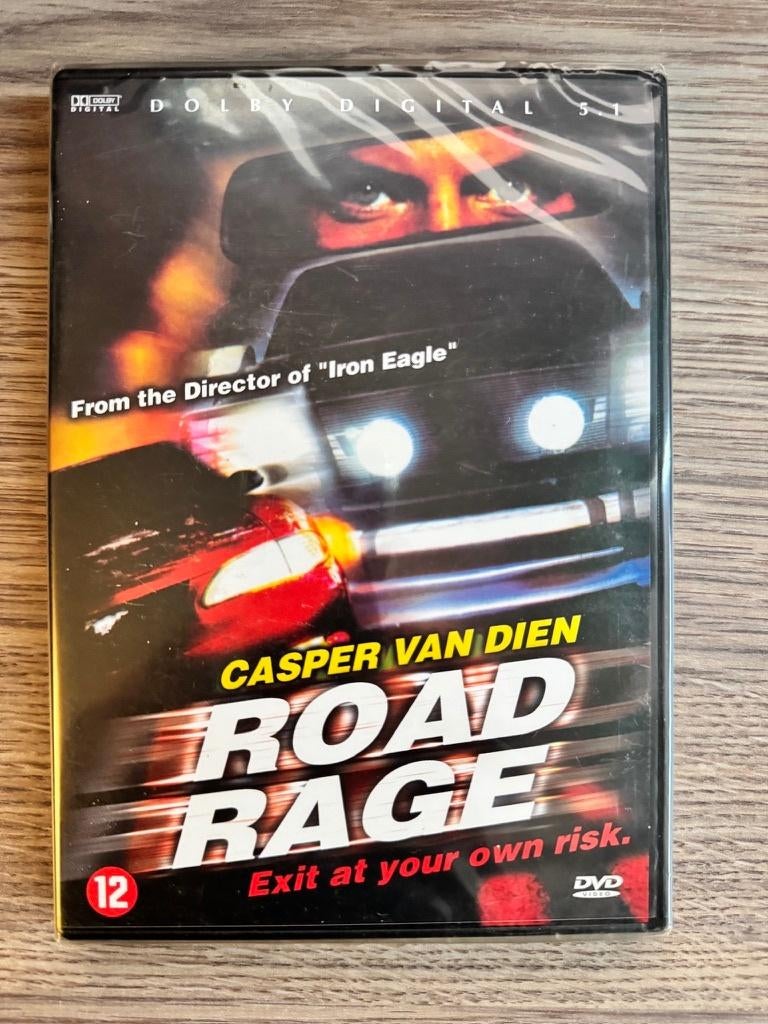 DOLBY
DIGITAL
DOLBY DIGITAL 5.1
From the Director of "Iron Eagle"
CASPER VAN DIEN
ROAD
RAGE
Exit at your own risk.
12
DVD
VIDEO